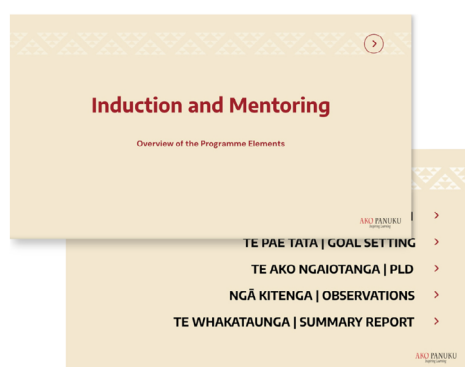 Induction and Mentoring
Overview of the Programme Elements
AKO PANUKU
TE PAE TATA | GOAL SETTING
TE AKO NGAIOTANGA | PLD
NGĀ KITENGA | OBSERVATIONS
TE WHAKATAUNGA | SUMMARY REPORT
AKO PANUKU